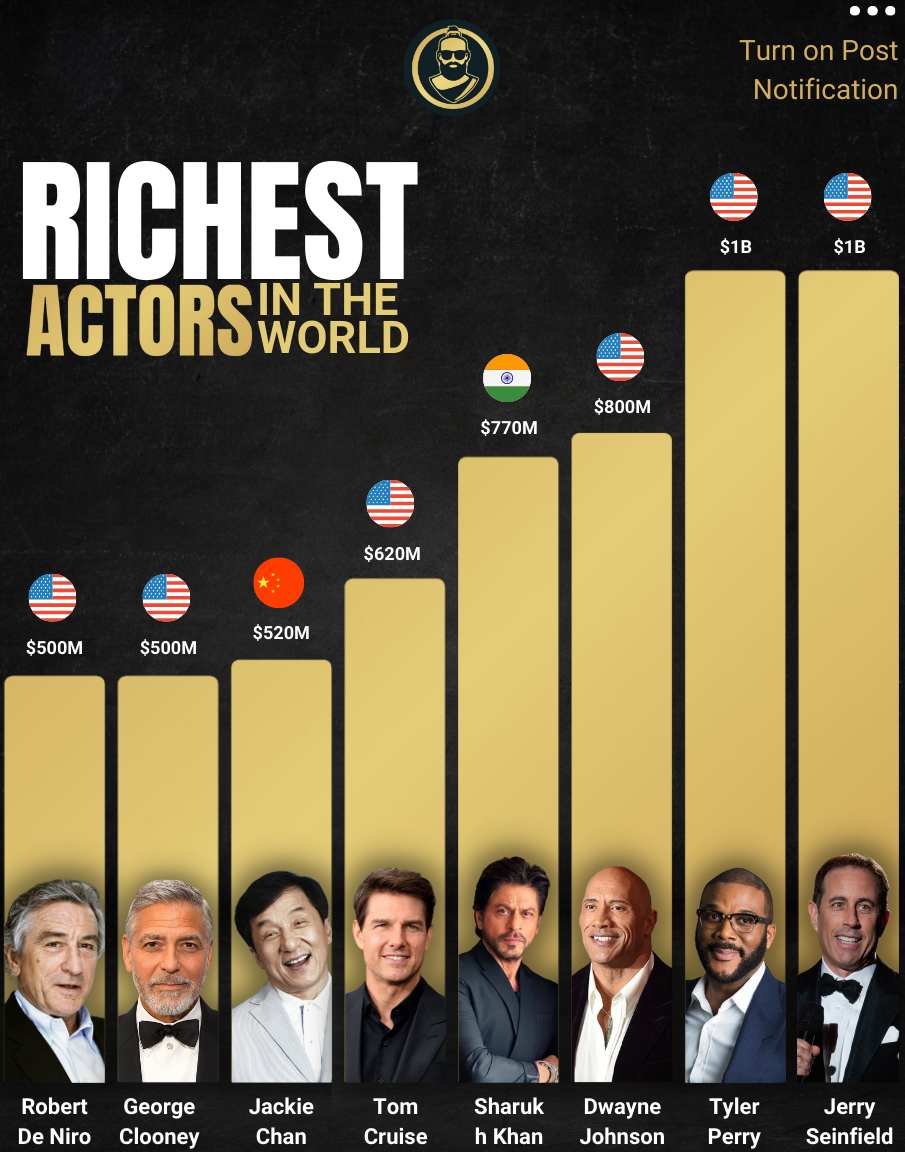 Turn on Post
Notification
RICHEST
ACTORS IN THE
WORLD
$1B
$1B
$800M
$770M
$620M
$520M
$500M
$500M
Robert
De Niro
George
Clooney
Jackie
Chan
Tom
Cruise
Sharuk
h Khan
Dwayne
Johnson
Tyler
Perry
Jerry
Seinfield